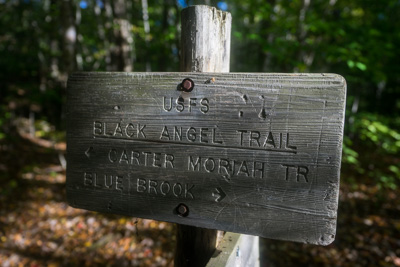 USFS
BLACK ANGEL TRAIL
← CARTER MORIAH TR
BLUE BROOK →